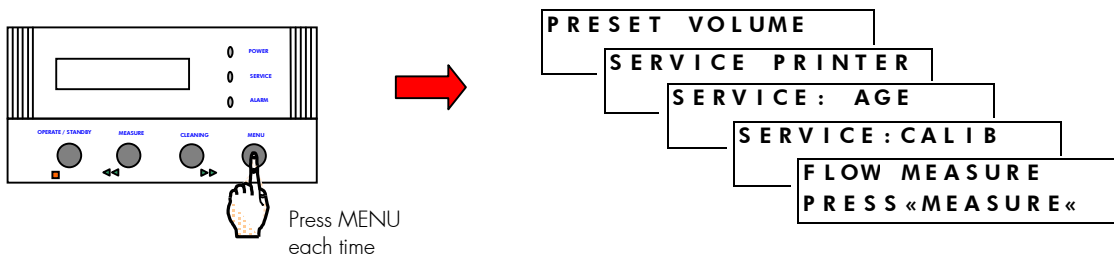 POWER
SERVICE
ALARM
OPERATE / STANDBY MEASURE CLEANING MENU
Press MENU
each time
PRESET VOLUME
SERVICE PRINTER
SERVICE: AGE
SERVICE:CALIB
FLOW MEASURE
PRESS«MEASURE«